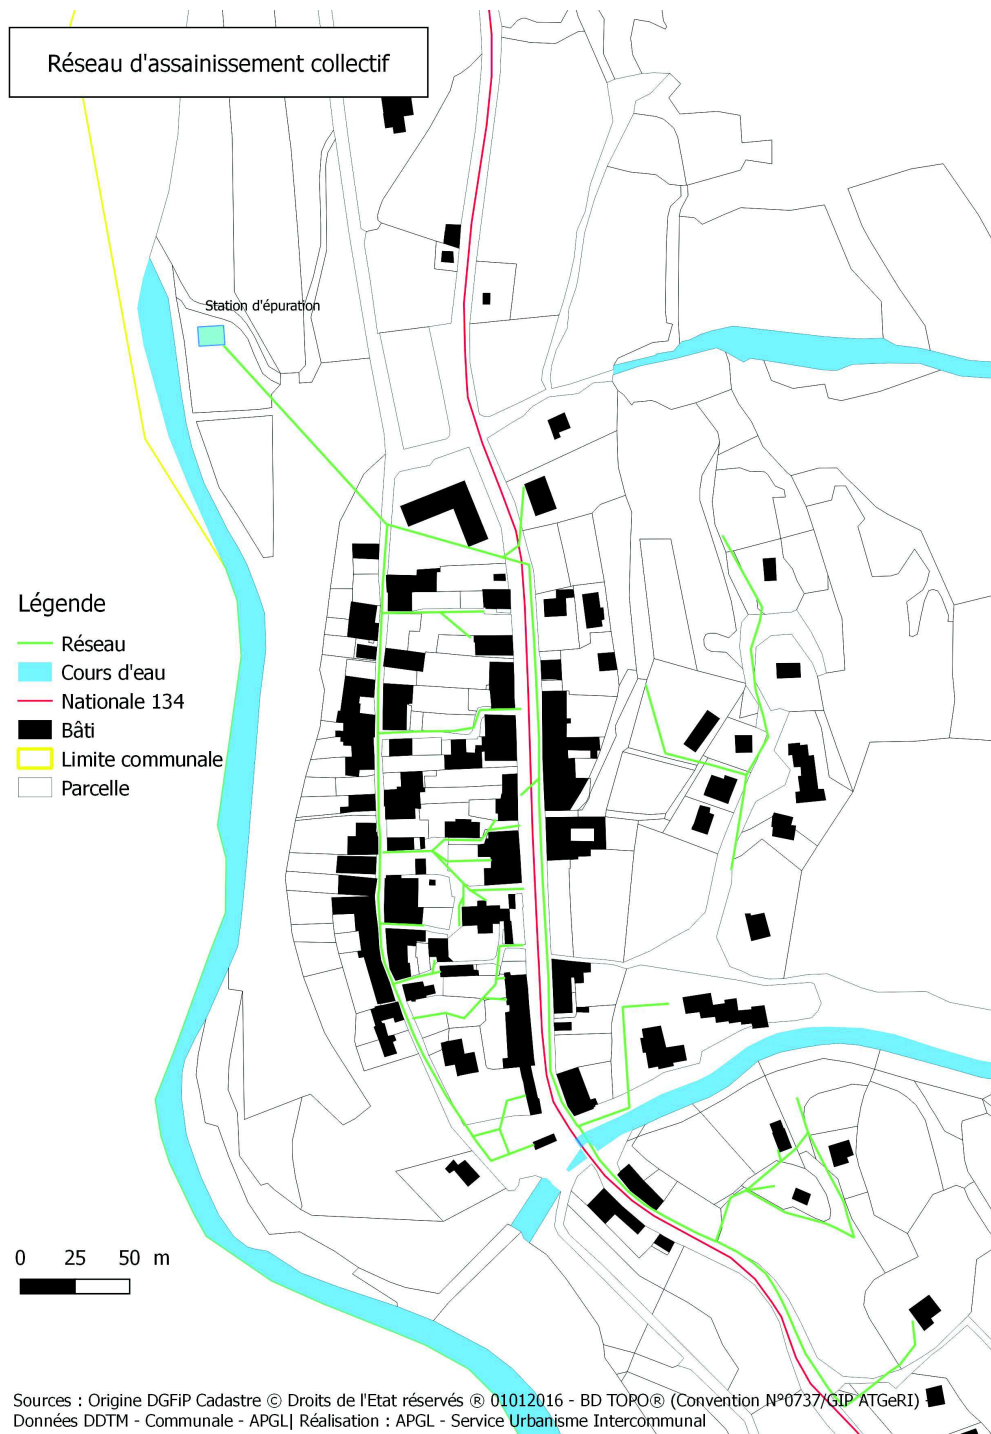 Réseau d'assainissement collectif
Station d'épuration
Légende
Réseau
Cours d'eau
Nationale 134
Bâti
Limite communale
Parcelle
0 25 50 m
Sources : Origine DGFiP Cadastre © Droits de l'Etat réservés ® 01012016 - BD TOPO® (Convention N°0737/GIP ATGeRI) -
Données DDTM - Communale - APGL| Réalisation : APGL - Service Urbanisme Intercommunal